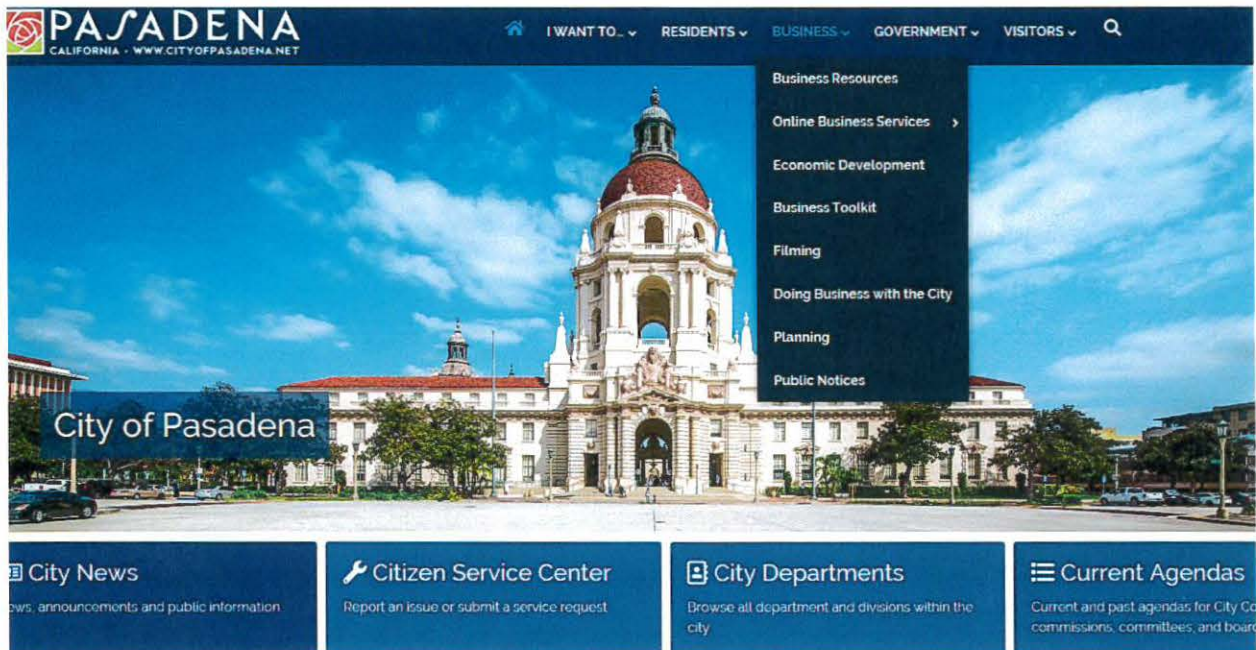 PASADENA
CALIFORNIA • WWW.CITYOFPASADENA.NET
I WANT TO... RESIDENTS BUSINESS GOVERNMENT VISITORS
Business Resources
Online Business Services
Economic Development
Business Toolkit
Filming
Doing Business with the City
Planning
Public Notices
City of Pasadena
City News
announcements and public information
Citizen Service Center
Report an issue or submit a service request
City Departments
Browse all department and divisions within the
city
Current Agendas
Current and past agendas for City
commissions, committees, and